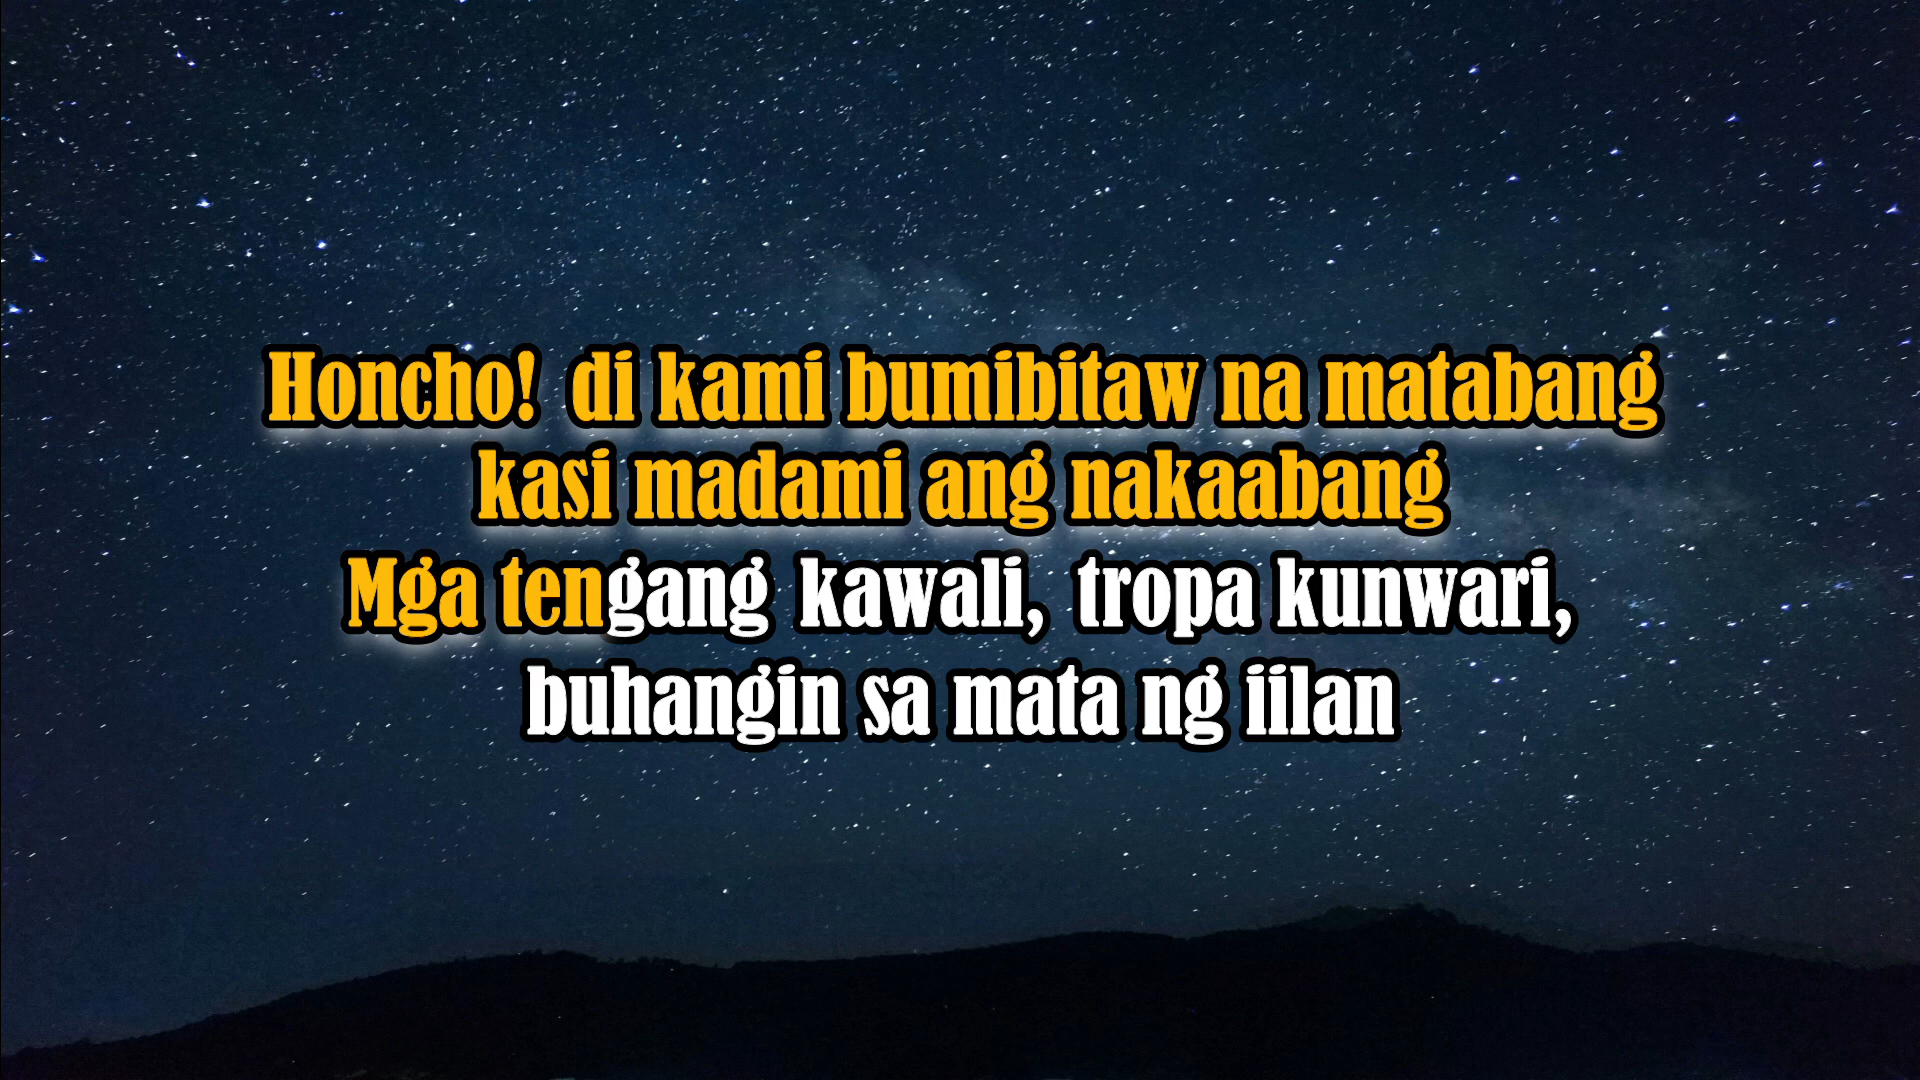 Honcho! di kami bumibitaw na matabang
kasi madami ang nakaabang
Mga tengang kawali, tropa kunwari,
buhangin sa mata ng iilan